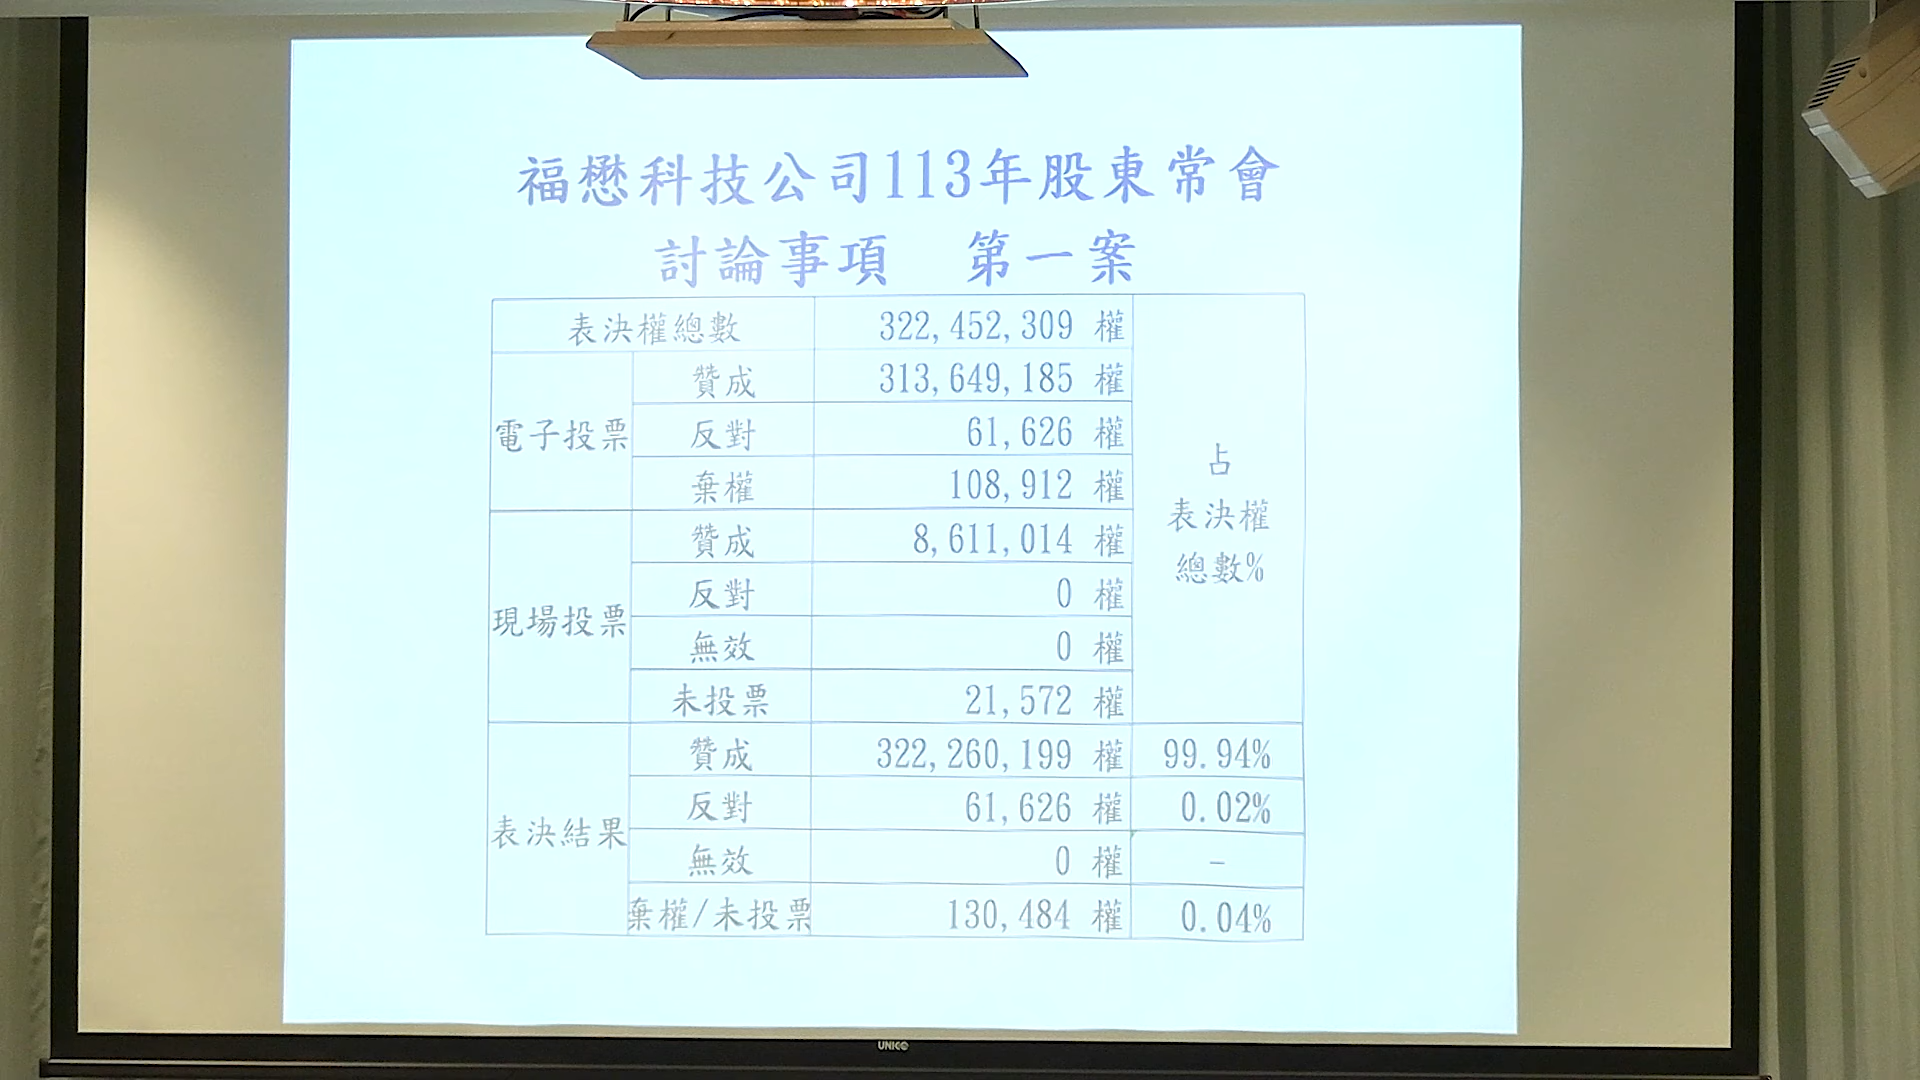 福懋科技公司113年股東常會
討論事項 第一案
表決權總數 322,452,309 權
電子投票 贊成 313,649,185 權
反對 61,626 權
棄權 108,912 權
現場投票 贊成 8,611,014 權
反對 0 權
無效 0 權
未投票 21,572 權
占
表決權
總數%
表決結果 贊成 322,260,199 權 99.94%
反對 61,626 權 0.02%
無效 0 權 -
棄權/未投票 130,484 權 0.04%
UNICO